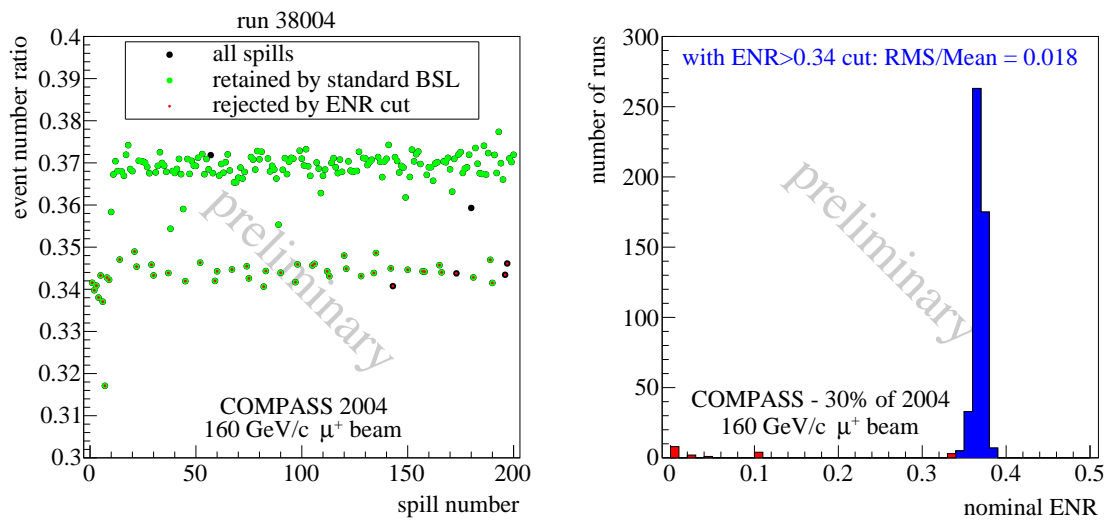 run 38004
event number ratio
0.4
0.39
0.38
0.37
0.36
0.35
0.34
0.33
0.32
0.31
0.3
all spills
retained by standard BSL
rejected by ENR cut
preliminary
COMPASS 2004
160 GeV/c μ⁺ beam
0 50 100 150 200
spill number
number of runs
300
250
200
150
100
50
0
with ENR>0.34 cut: RMS/Mean = 0.018
preliminary
COMPASS - 30% of 2004
160 GeV/c μ⁺ beam
0 0.1 0.2 0.3 0.4 0.5
nominal ENR